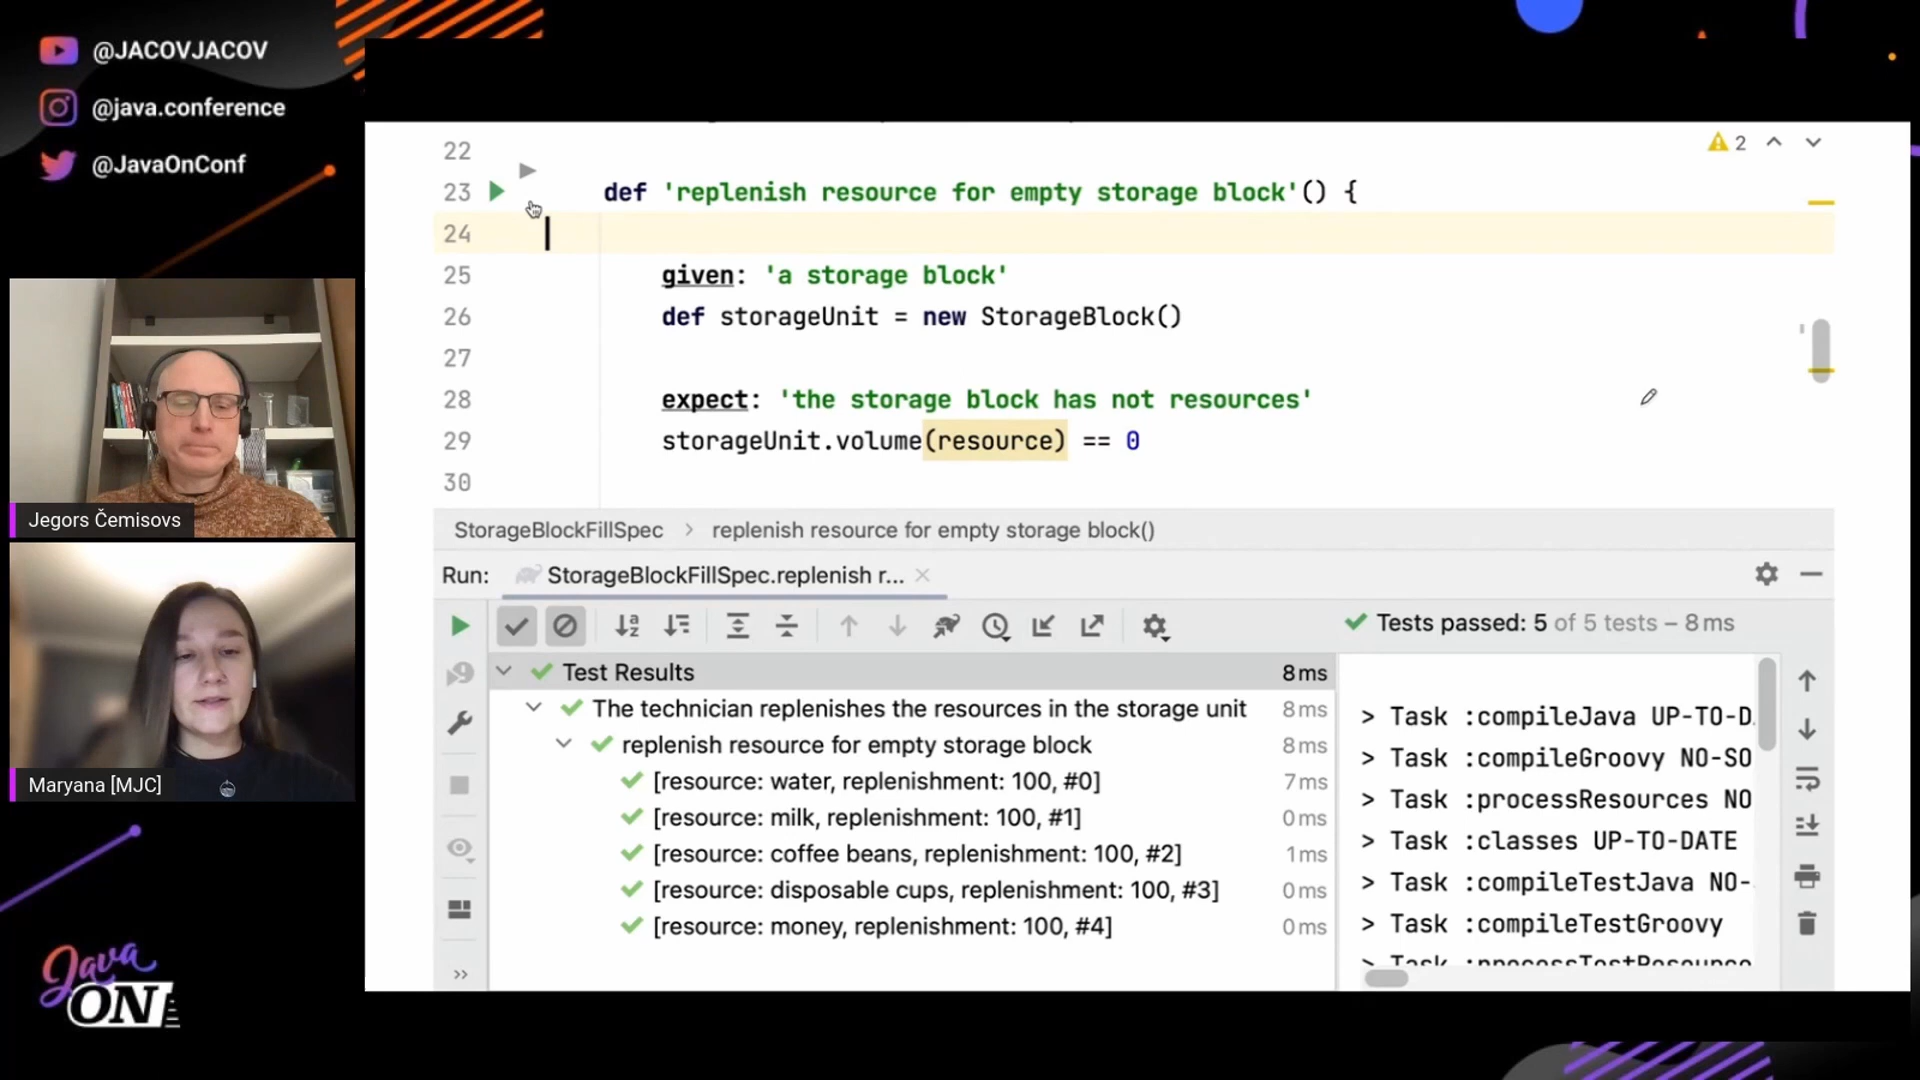 @JACOVJACOV
@java.conference
@JavaOnConf
Jegors Čemisovs
Maryana [MJC]
Java
ON
22
23 def 'replenish resource for empty storage block'() {
24
25 given: 'a storage block'
26 def storageUnit = new StorageBlock()
27
28 expect: 'the storage block has not resources'
29 storageUnit.volume(resource) == 0
30
2
StorageBlockFillSpec > replenish resource for empty storage block()
Run: StorageBlockFillSpec.replenish r...
Tests passed: 5 of 5 tests – 8 ms
Test Results 8 ms
The technician replenishes the resources in the storage unit 8 ms
replenish resource for empty storage block 8 ms
[resource: water, replenishment: 100, #0] 7 ms
[resource: milk, replenishment: 100, #1] 0 ms
[resource: coffee beans, replenishment: 100, #2] 1 ms
[resource: disposable cups, replenishment: 100, #3] 0 ms
[resource: money, replenishment: 100, #4] 0 ms
> Task :compileJava UP-TO-D
> Task :compileGroovy NO-SO
> Task :processResources NO
> Task :classes UP-TO-DATE
> Task :compileTestJava NO-
> Task :compileTestGroovy
> Task :processTestResource